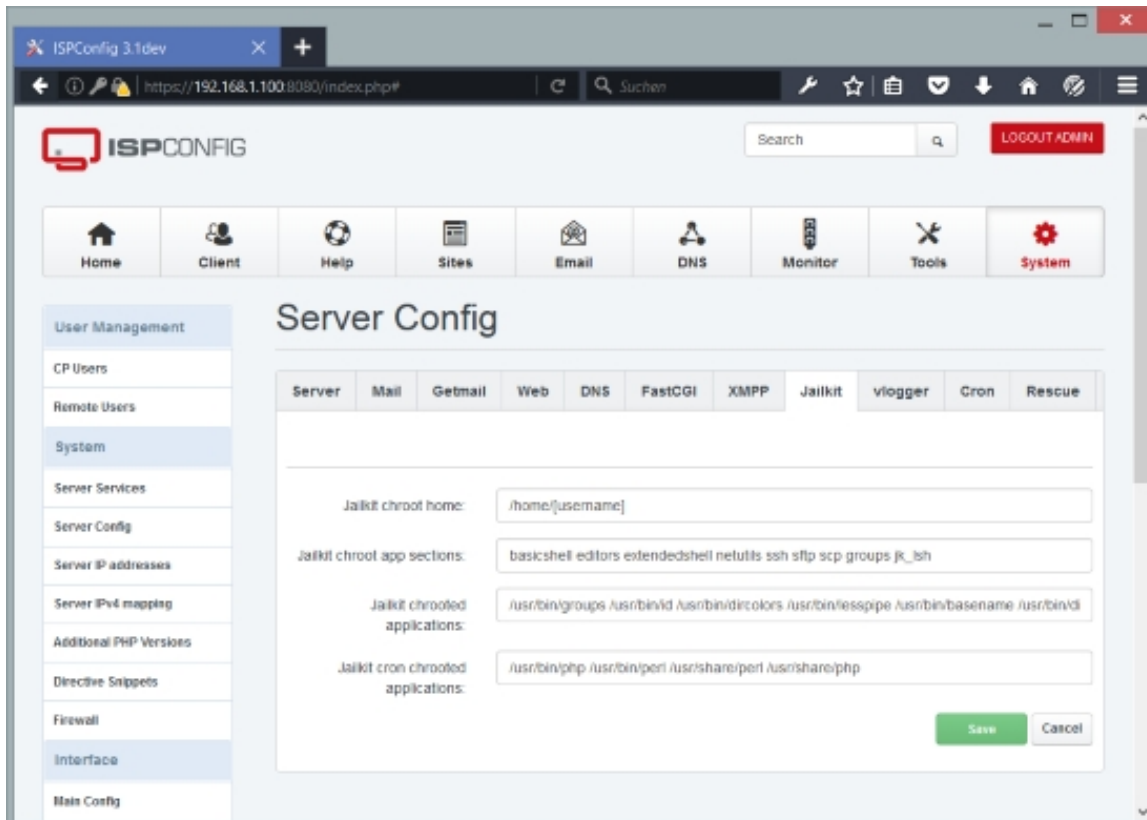 ISPConfig 3.1dev
https://192.168.1.100:8080/index.php#
Suchen
ISPCONFIG
Search
LOGOUT ADMIN
Home Client Help Sites Email DNS Monitor Tools System
User Management
CP Users
Remote Users
System
Server Services
Server Config
Server IP addresses
Server IPv4 mapping
Additional PHP Versions
Directive Snippets
Firewall
Interface
Main Config
Server Config
Server Mail Getmail Web DNS FastCGI XMPP Jailkit vlogger Cron Rescue
Jailkit chroot home: /home/[username]
Jailkit chroot app sections: basicshell editors extendedshell netutils ssh sftp scp groups jk_lsh
Jailkit chrooted applications: /usr/bin/groups /usr/bin/id /usr/bin/dircolors /usr/bin/lesspipe /usr/bin/basename /usr/bin/di
Jailkit cron chrooted applications: /usr/bin/php /usr/bin/perl /usr/share/perl /usr/share/php
Save Cancel